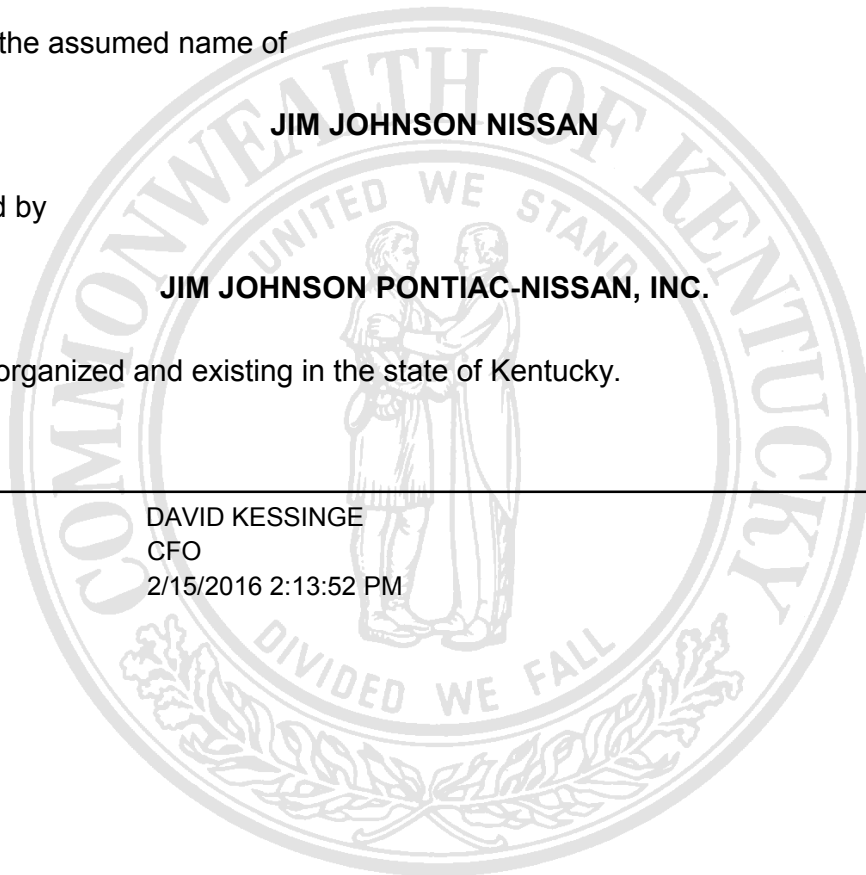 the assumed name of
JIM JOHNSON NISSAN
d by
JIM JOHNSON PONTIAC-NISSAN, INC.
organized and existing in the state of Kentucky.
DAVID KESSINGE
CFO
2/15/2016 2:13:52 PM
COMMONWEALTH OF KENTUCKY
UNITED WE STAND
DIVIDED WE FALL